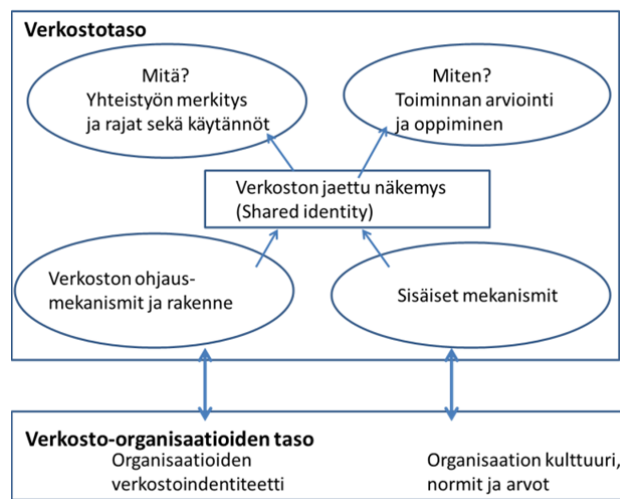 Verkostotaso
Mitä?
Yhteistyön merkitys
ja rajat sekä käytännöt
Miten?
Toiminnan arviointi
ja oppiminen
Verkoston jaettu näkemys
(Shared identity)
Verkoston ohjaus-
mekanismit ja rakenne
Sisäiset mekanismit
Verkosto-organisaatioiden taso
Organisaatioiden
verkostoindentiteetti
Organisaation kulttuuri,
normit ja arvot